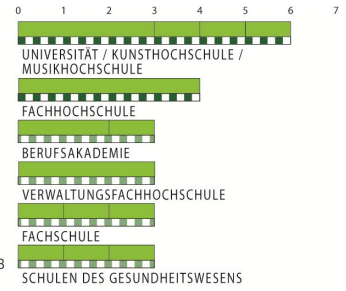 0 1 2 3 4 5 6 7
UNIVERSITÄT / KUNSTHOCHSCHULE /
MUSIKHOCHSCHULE
FACHHOCHSCHULE
BERUFSAKADEMIE
VERWALTUNGSFACHHOCHSCHULE
FACHSCHULE
SCHULEN DES GESUNDHEITSWESENS